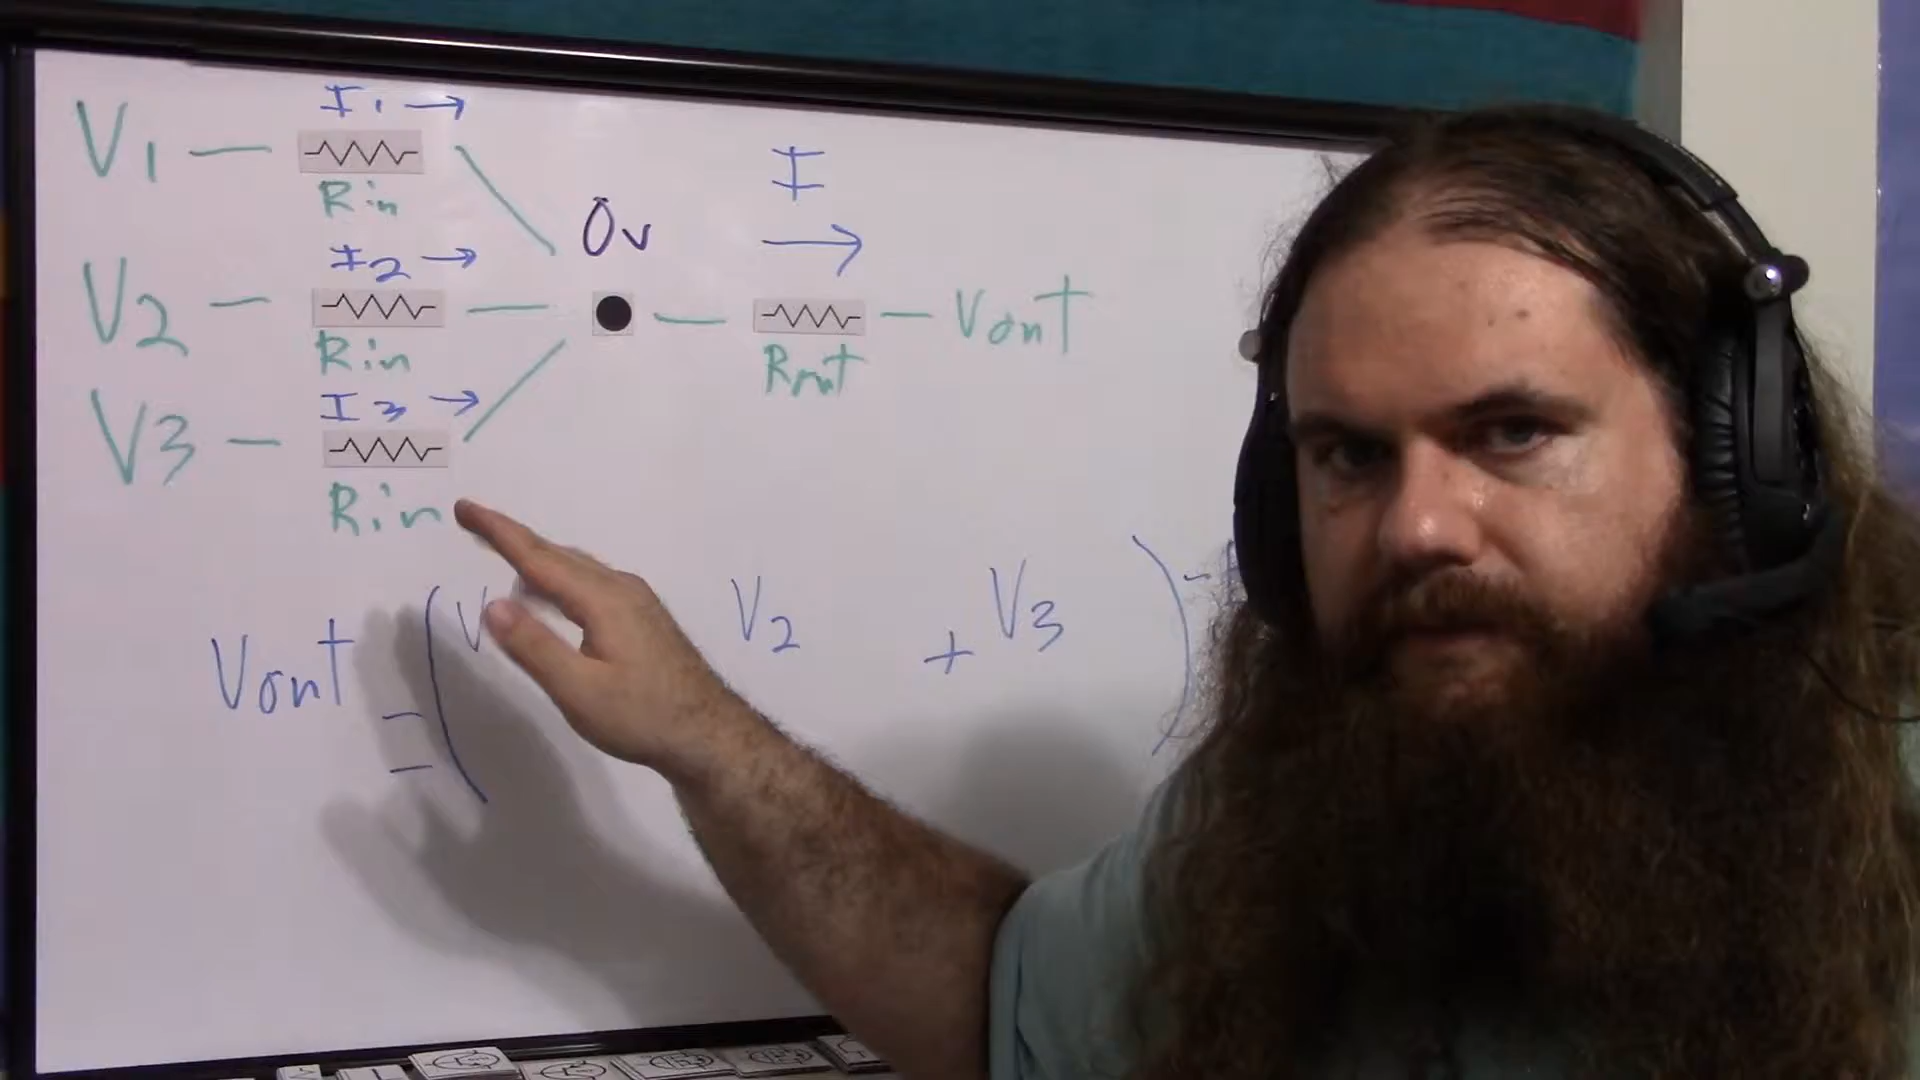 V1 I1 → Rin
V2 I2 → Rin
V3 I3 → Rin
0v
I →
Rout
Vout
Vout = ( V V2 + V3 ) -